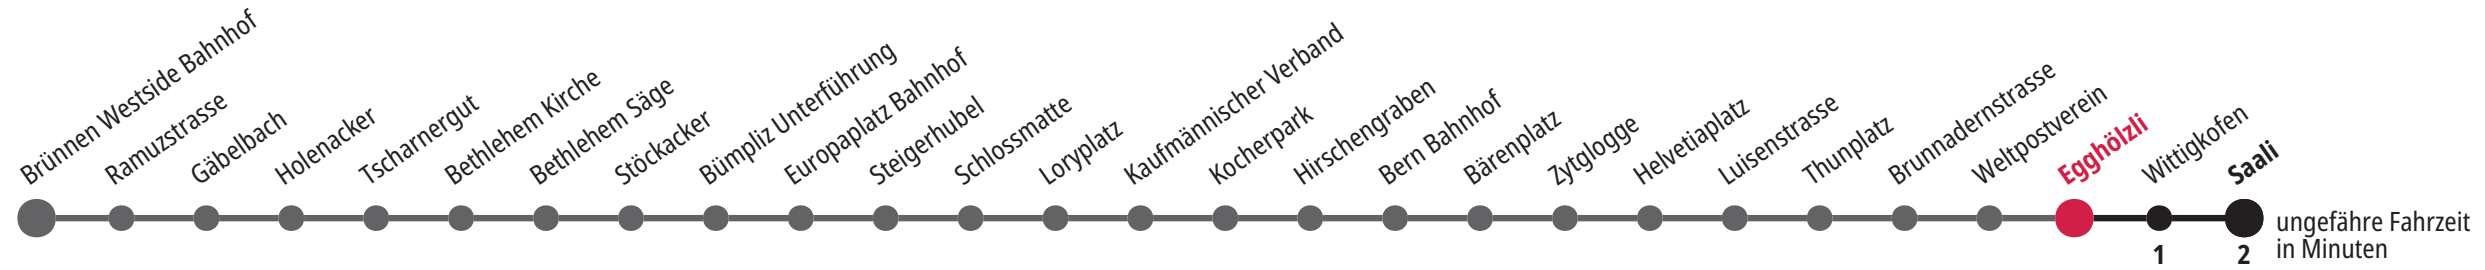 Brünnen Westside Bahnhof
Ramuzstrasse
Gäbelbach
Holenacker
Tscharnergut
Bethlehem Kirche
Bethlehem Säge
Stöckacker
Bümpliz Unterführung
Europaplatz Bahnhof
Steigerhubel
Schlossmatte
Loryplatz
Kaufmännischer Verband
Kocherpark
Hirschengraben
Bern Bahnhof
Bärenplatz
Zytglogge
Helvetiaplatz
Luisenstrasse
Thunplatz
Brunnadernstrasse
Weltpostverein
Egghölzli
Wittigkofen
Saali
1
2
ungefähre Fahrzeit
in Minuten